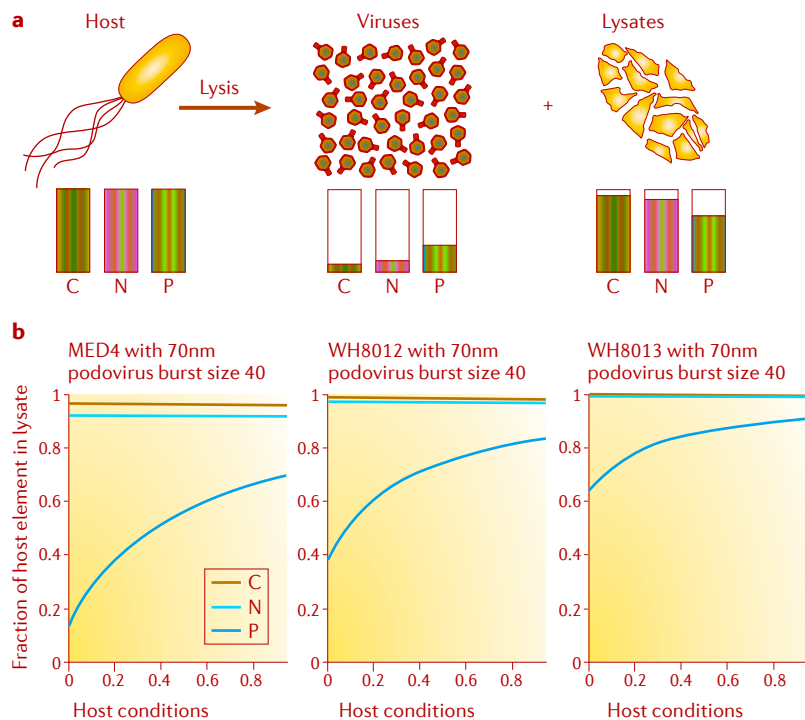 a
Host
Viruses
Lysates
Lysis
+
C N P
C N P
C N P
b
MED4 with 70nm
podovirus burst size 40
WH8012 with 70nm
podovirus burst size 40
WH8013 with 70nm
podovirus burst size 40
Fraction of host element in lysate
1
0.8
0.6
0.4
0.2
0
C
N
P
0 0.2 0.4 0.6 0.8
Host conditions
1
0.8
0.6
0.4
0.2
0
0 0.2 0.4 0.6 0.8
Host conditions
1
0.8
0.6
0.4
0.2
0
0 0.2 0.4 0.6 0.8
Host conditions